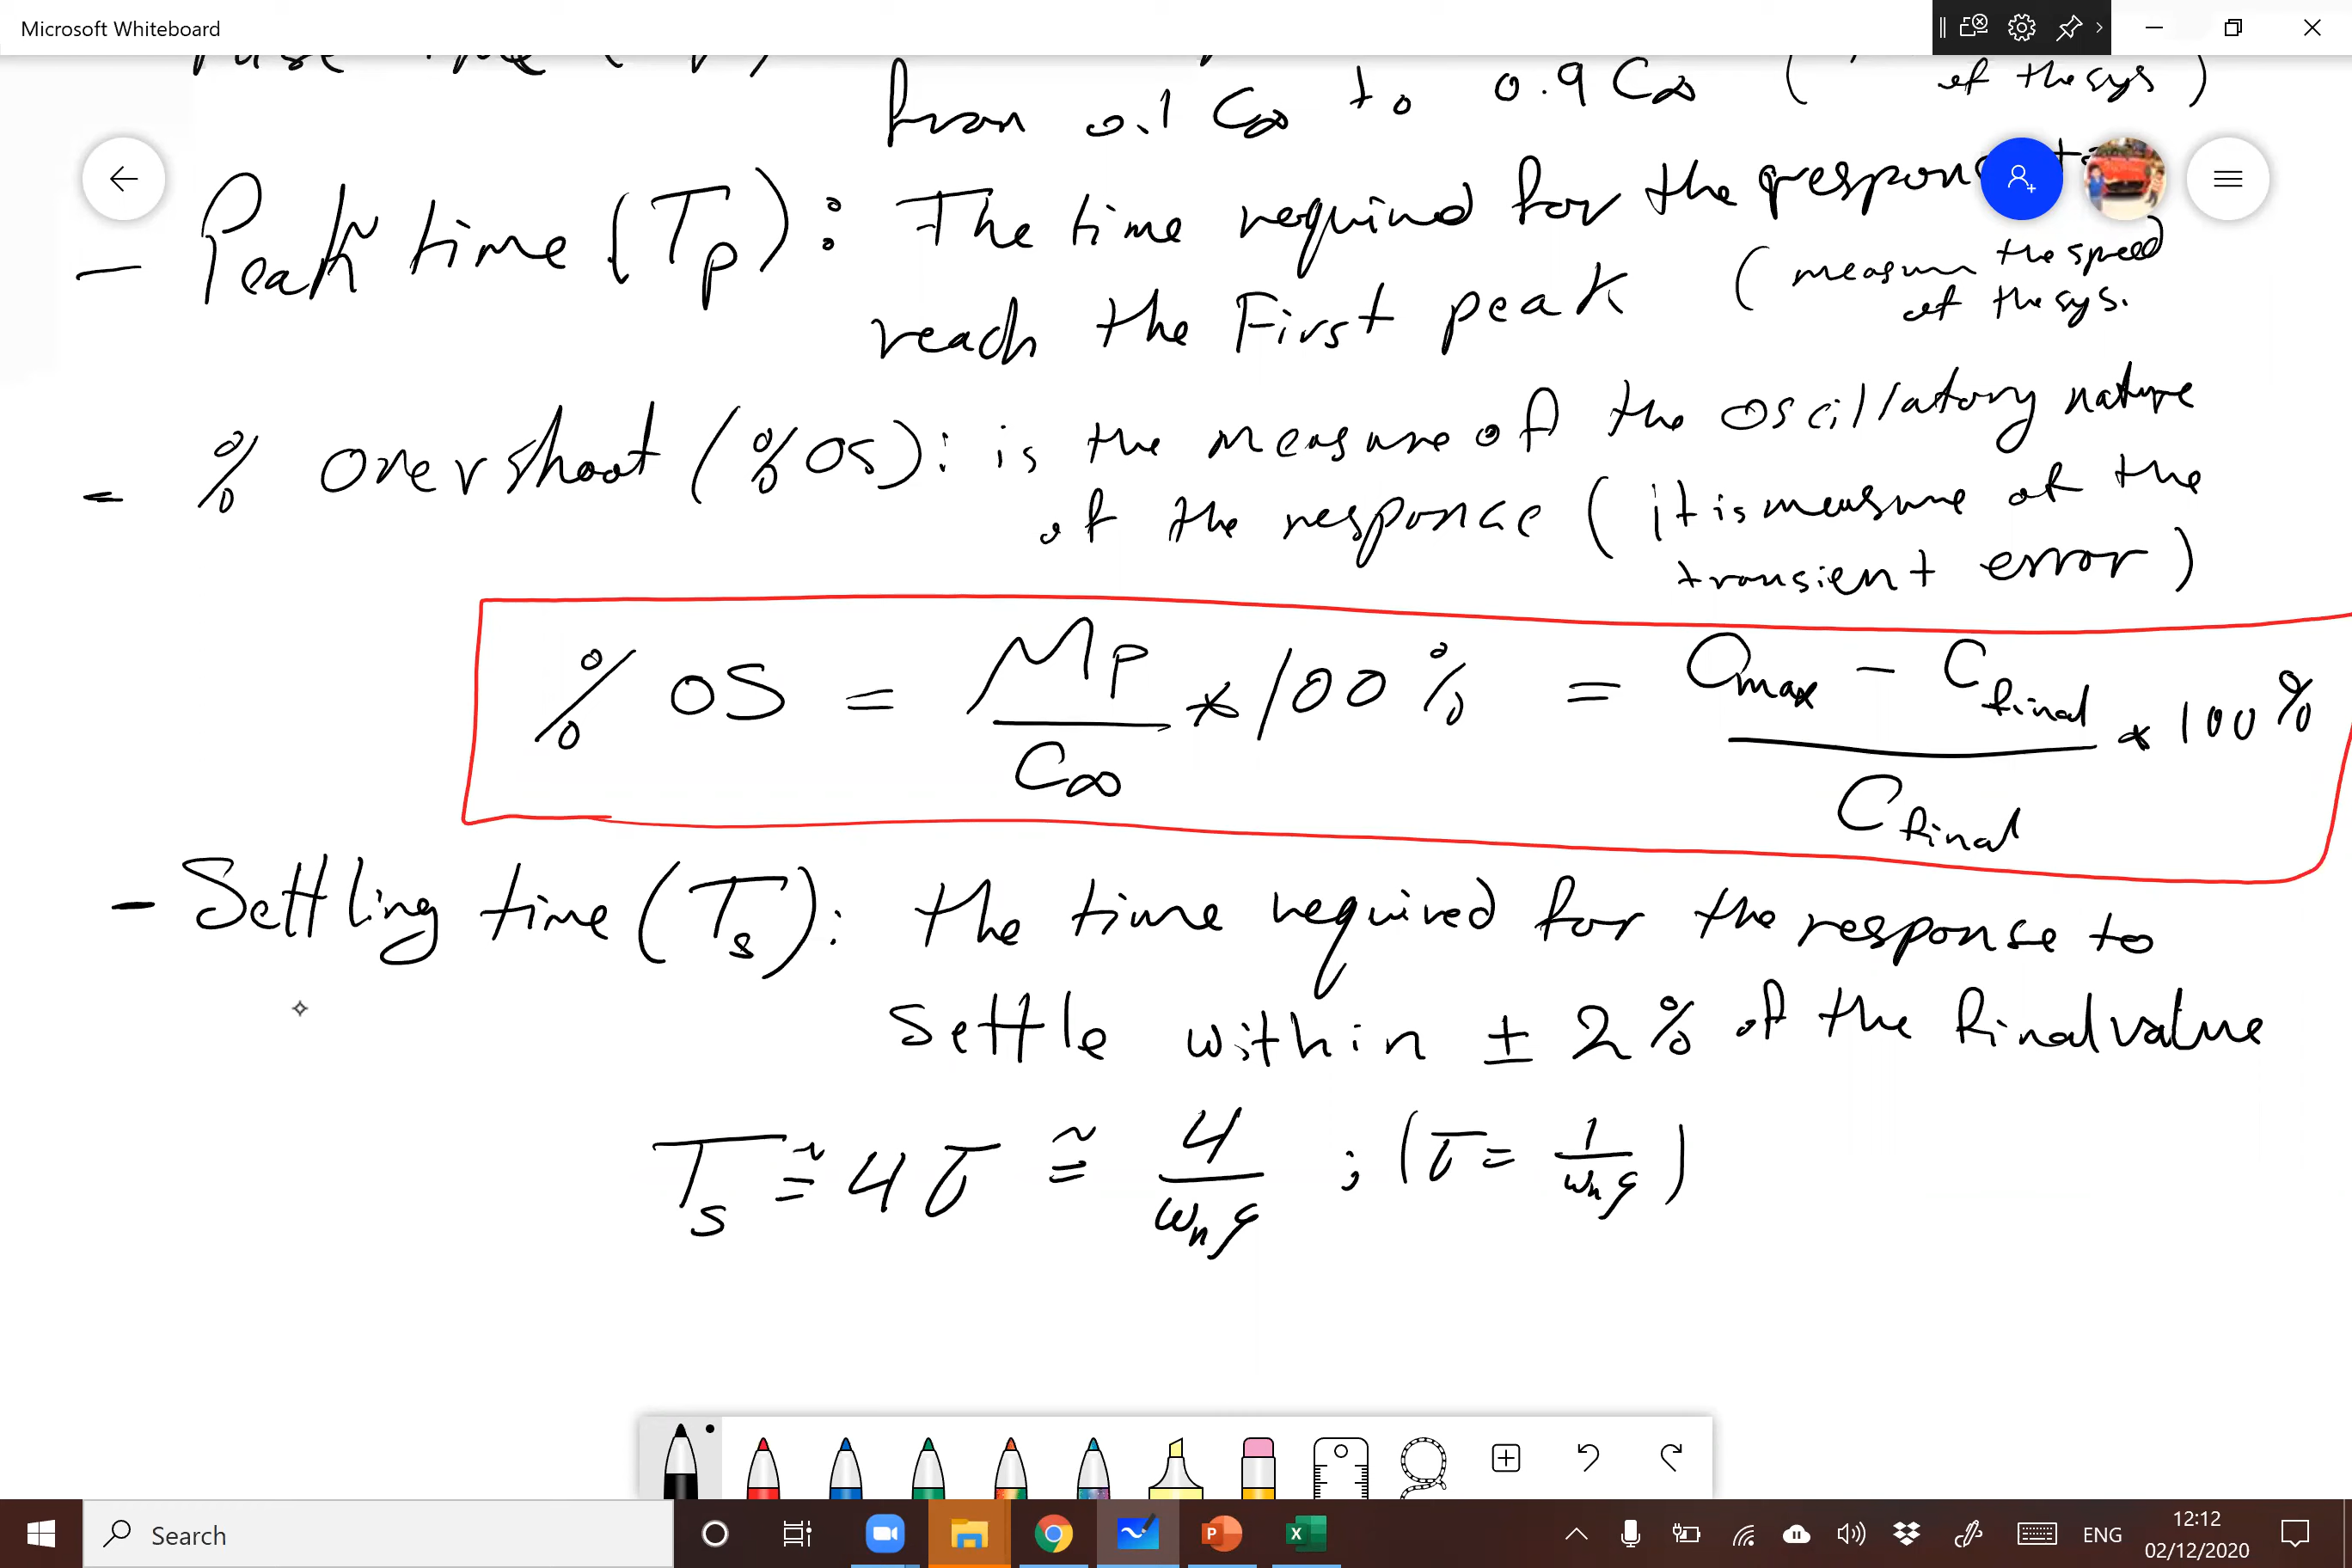 Microsoft Whiteboard
from 0.1 C∞ to 0.9 C∞ ( of the sys )
- Peak time (Tp) : The time required for the respon to
reach the First peak ( measure the speed of the sys.
- % overshoot (% OS) : is the measure of the oscillatory nature
of the response ( it is measure of the transient error )
% OS = Mp / C∞ * 100 % = Cmax - Cfinal / Cfinal * 100 %
- Settling time (Ts) : the time required for the response to
settle within ± 2 % of the final value
Ts ≅ 4 τ ≅ 4 / ωn ζ ; ( τ = 1 / ωn ζ )
Search
ENG
12:12
02/12/2020